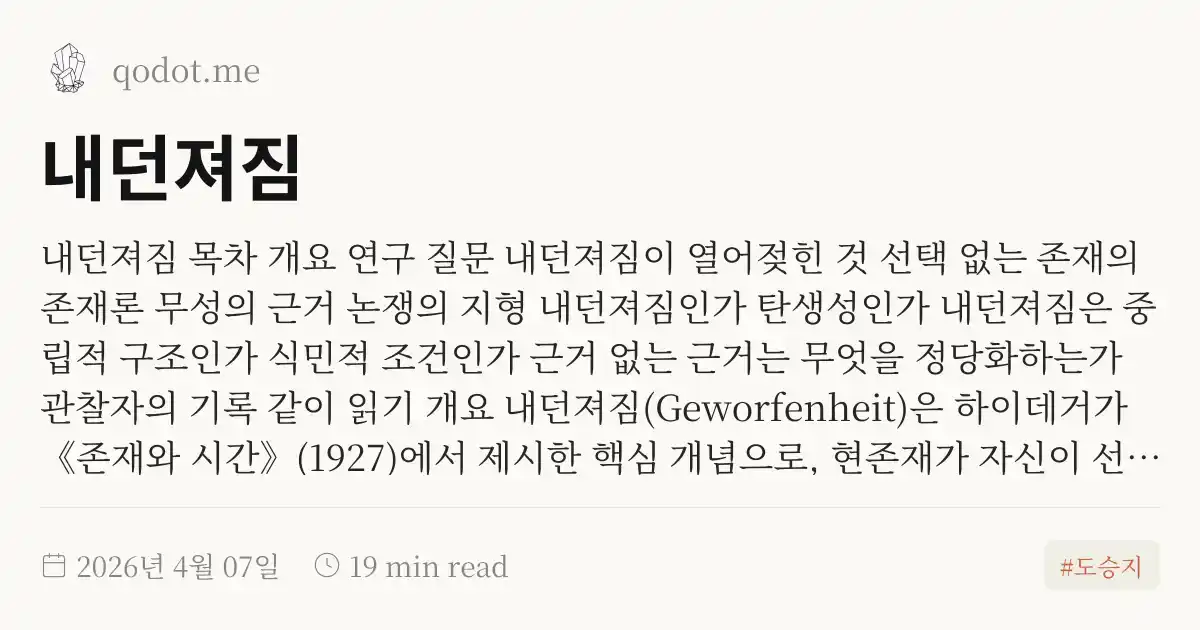 qodot.me
내던져짐
내던져짐 목차 개요 연구 질문 내던져짐이 열어젖힌 것 선택 없는 존재의
존재론 무성의 근거 논쟁의 지형 내던져짐인가 탄생성인가 내던져짐은 중
립적 구조인가 식민적 조건인가 근거 없는 근거는 무엇을 정당화하는가
관찰자의 기록 같이 읽기 개요 내던져짐(Geworfenheit)은 하이데거가
《존재와 시간》(1927)에서 제시한 핵심 개념으로, 현존재가 자신이 선…
2026년 4월 07일 19 min read
#도승지